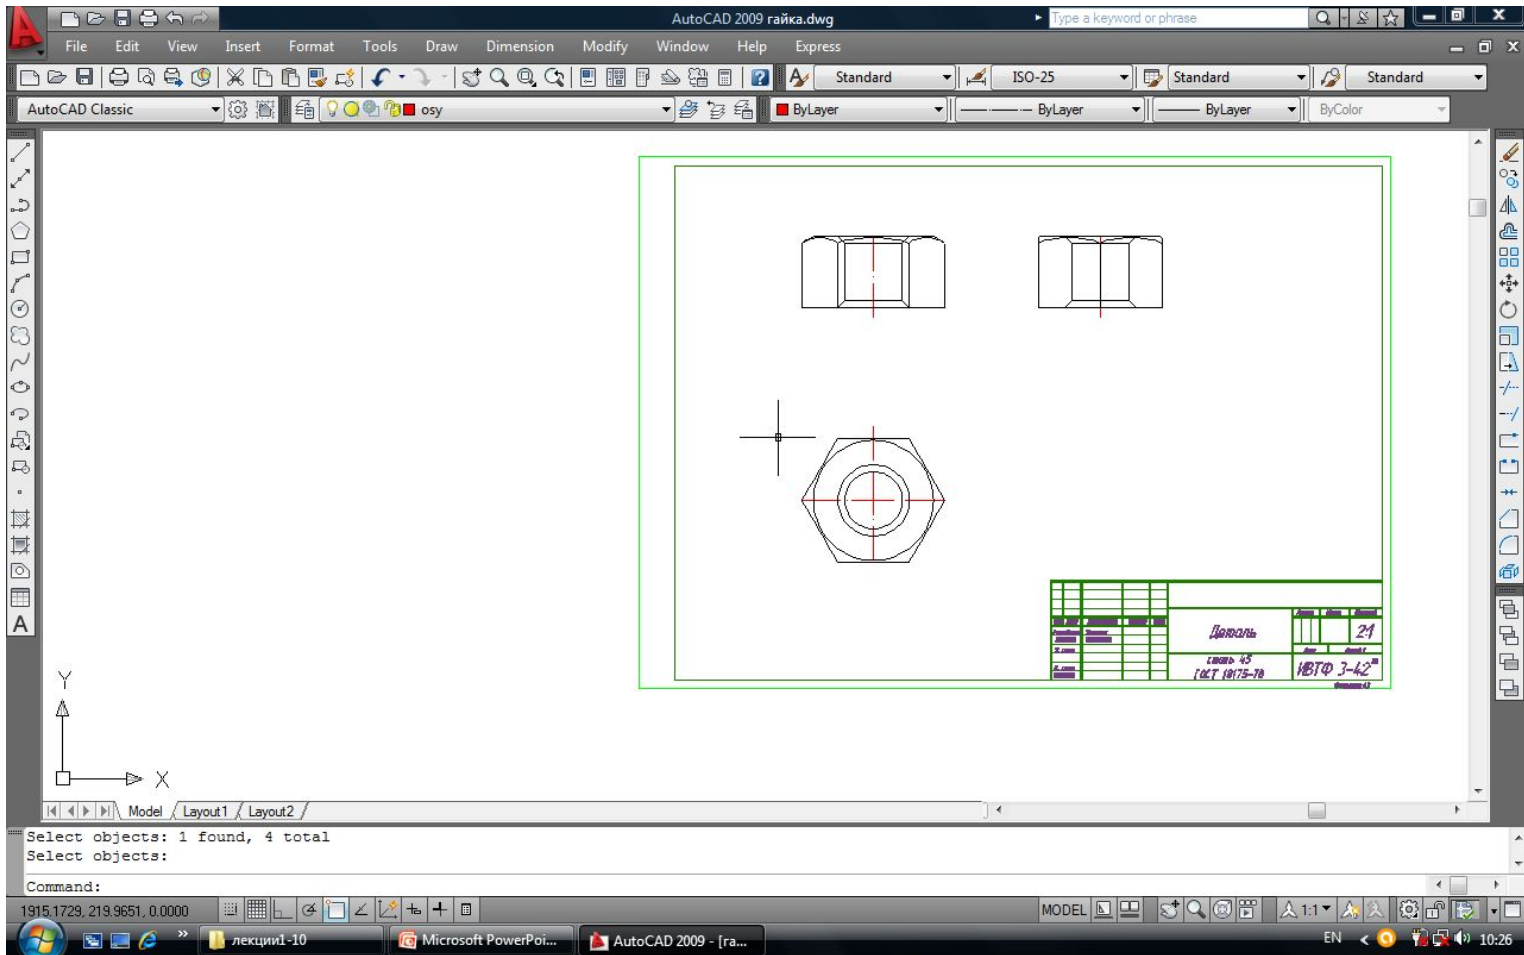 AutoCAD 2009 гайка.dwg
Type a keyword or phrase
File Edit View Insert Format Tools Draw Dimension Modify Window Help Express
Standard ISO-25 Standard Standard
AutoCAD Classic osy ByLayer ByLayer ByLayer ByColor
A
Деталь
сталь 45
ГОСТ
ИВТФ 3-42
Y
X
Model Layout1 Layout2
Select objects: 1 found, 4 total
Select objects:
Command:
1915.1729, 219.9651, 0.0000 MODEL 1:1
лекции1-10 Microsoft PowerPoi... AutoCAD 2009 - [га... EN 10:26